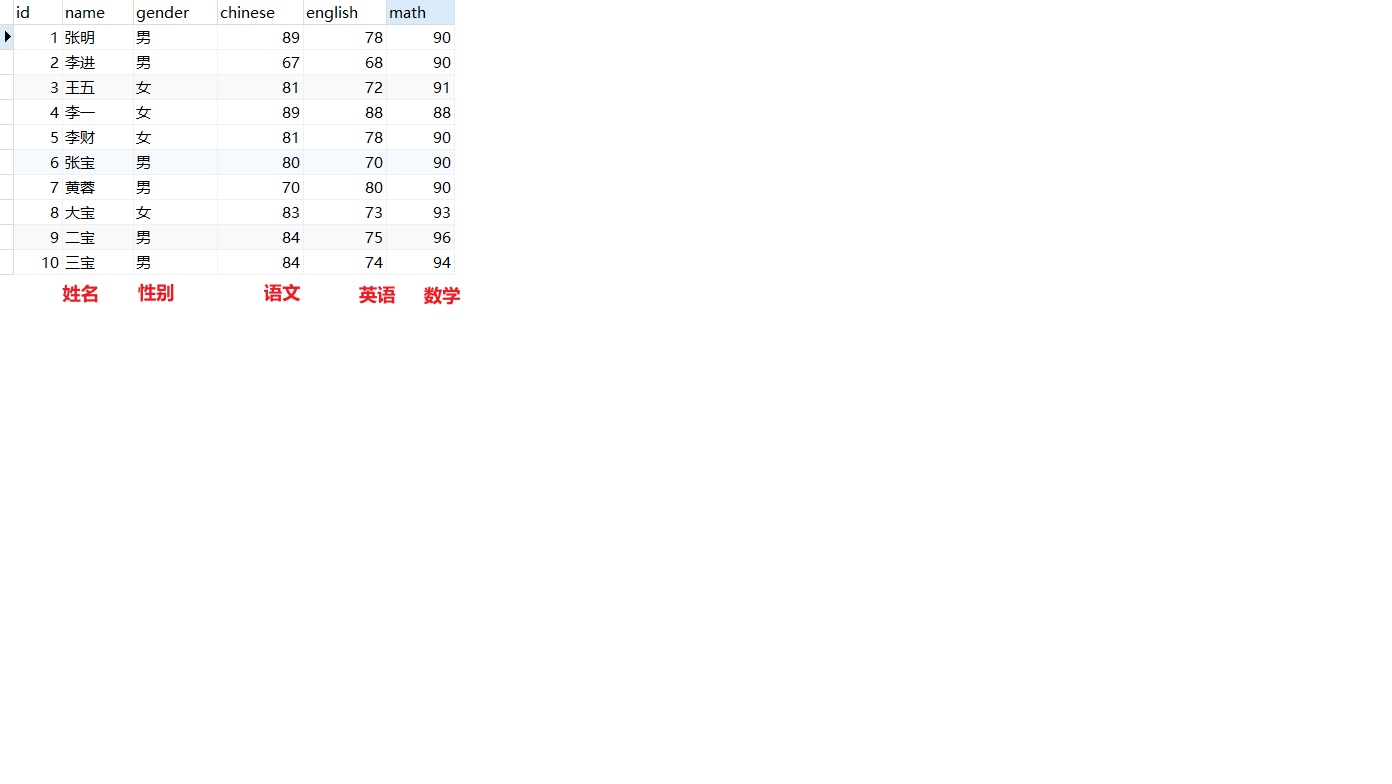 id name gender chinese english math
1 张明 男 89 78 90
2 李进 男 67 68 90
3 王五 女 81 72 91
4 李一 女 89 88 88
5 李财 女 81 78 90
6 张宝 男 80 70 90
7 黄蓉 男 70 80 90
8 大宝 女 83 73 93
9 二宝 男 84 75 96
10 三宝 男 84 74 94
姓名 性别 语文 英语 数学